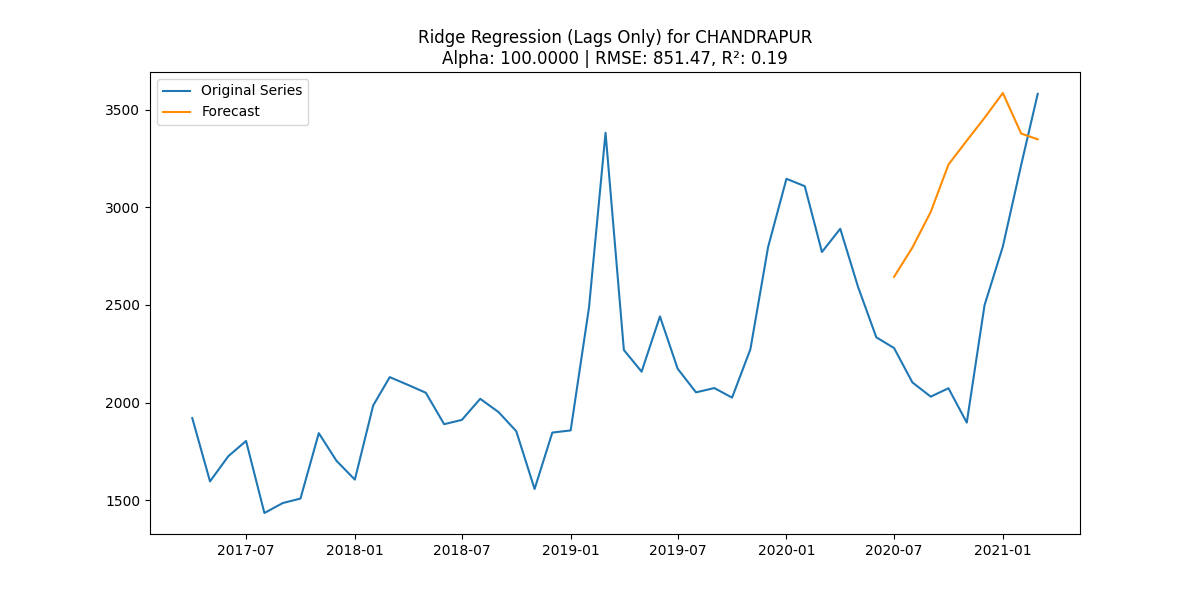 Ridge Regression (Lags Only) for CHANDRAPUR
Alpha: 100.0000 | RMSE: 851.47, R²: 0.19
Original Series
Forecast
3500
3000
2500
2000
1500
2017-07 2018-01 2018-07 2019-01 2019-07 2020-01 2020-07 2021-01